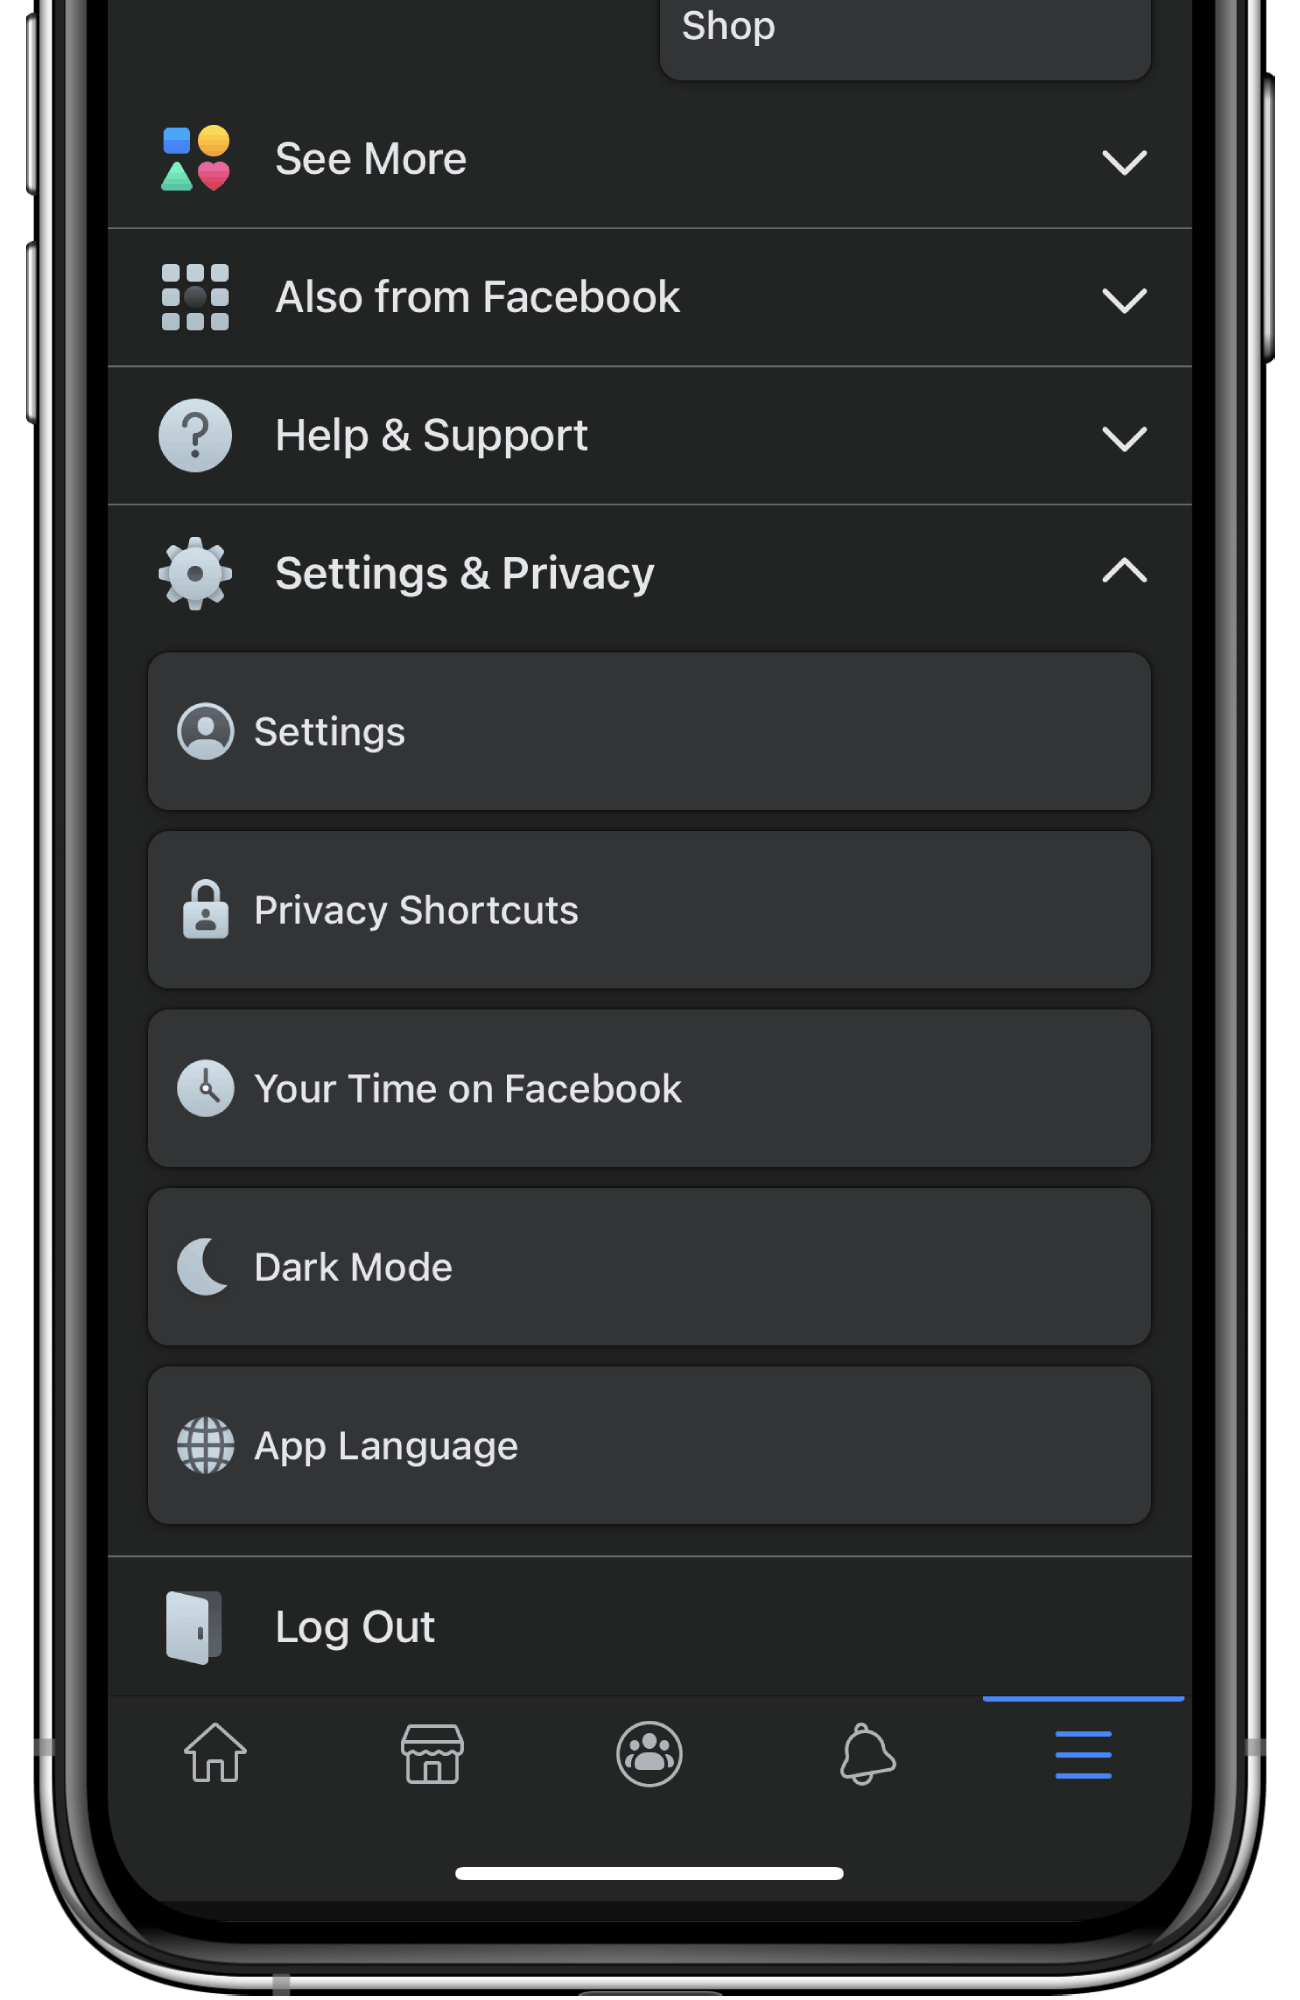 Shop
See More
Also from Facebook
Help & Support
Settings & Privacy
Settings
Privacy Shortcuts
Your Time on Facebook
Dark Mode
App Language
Log Out